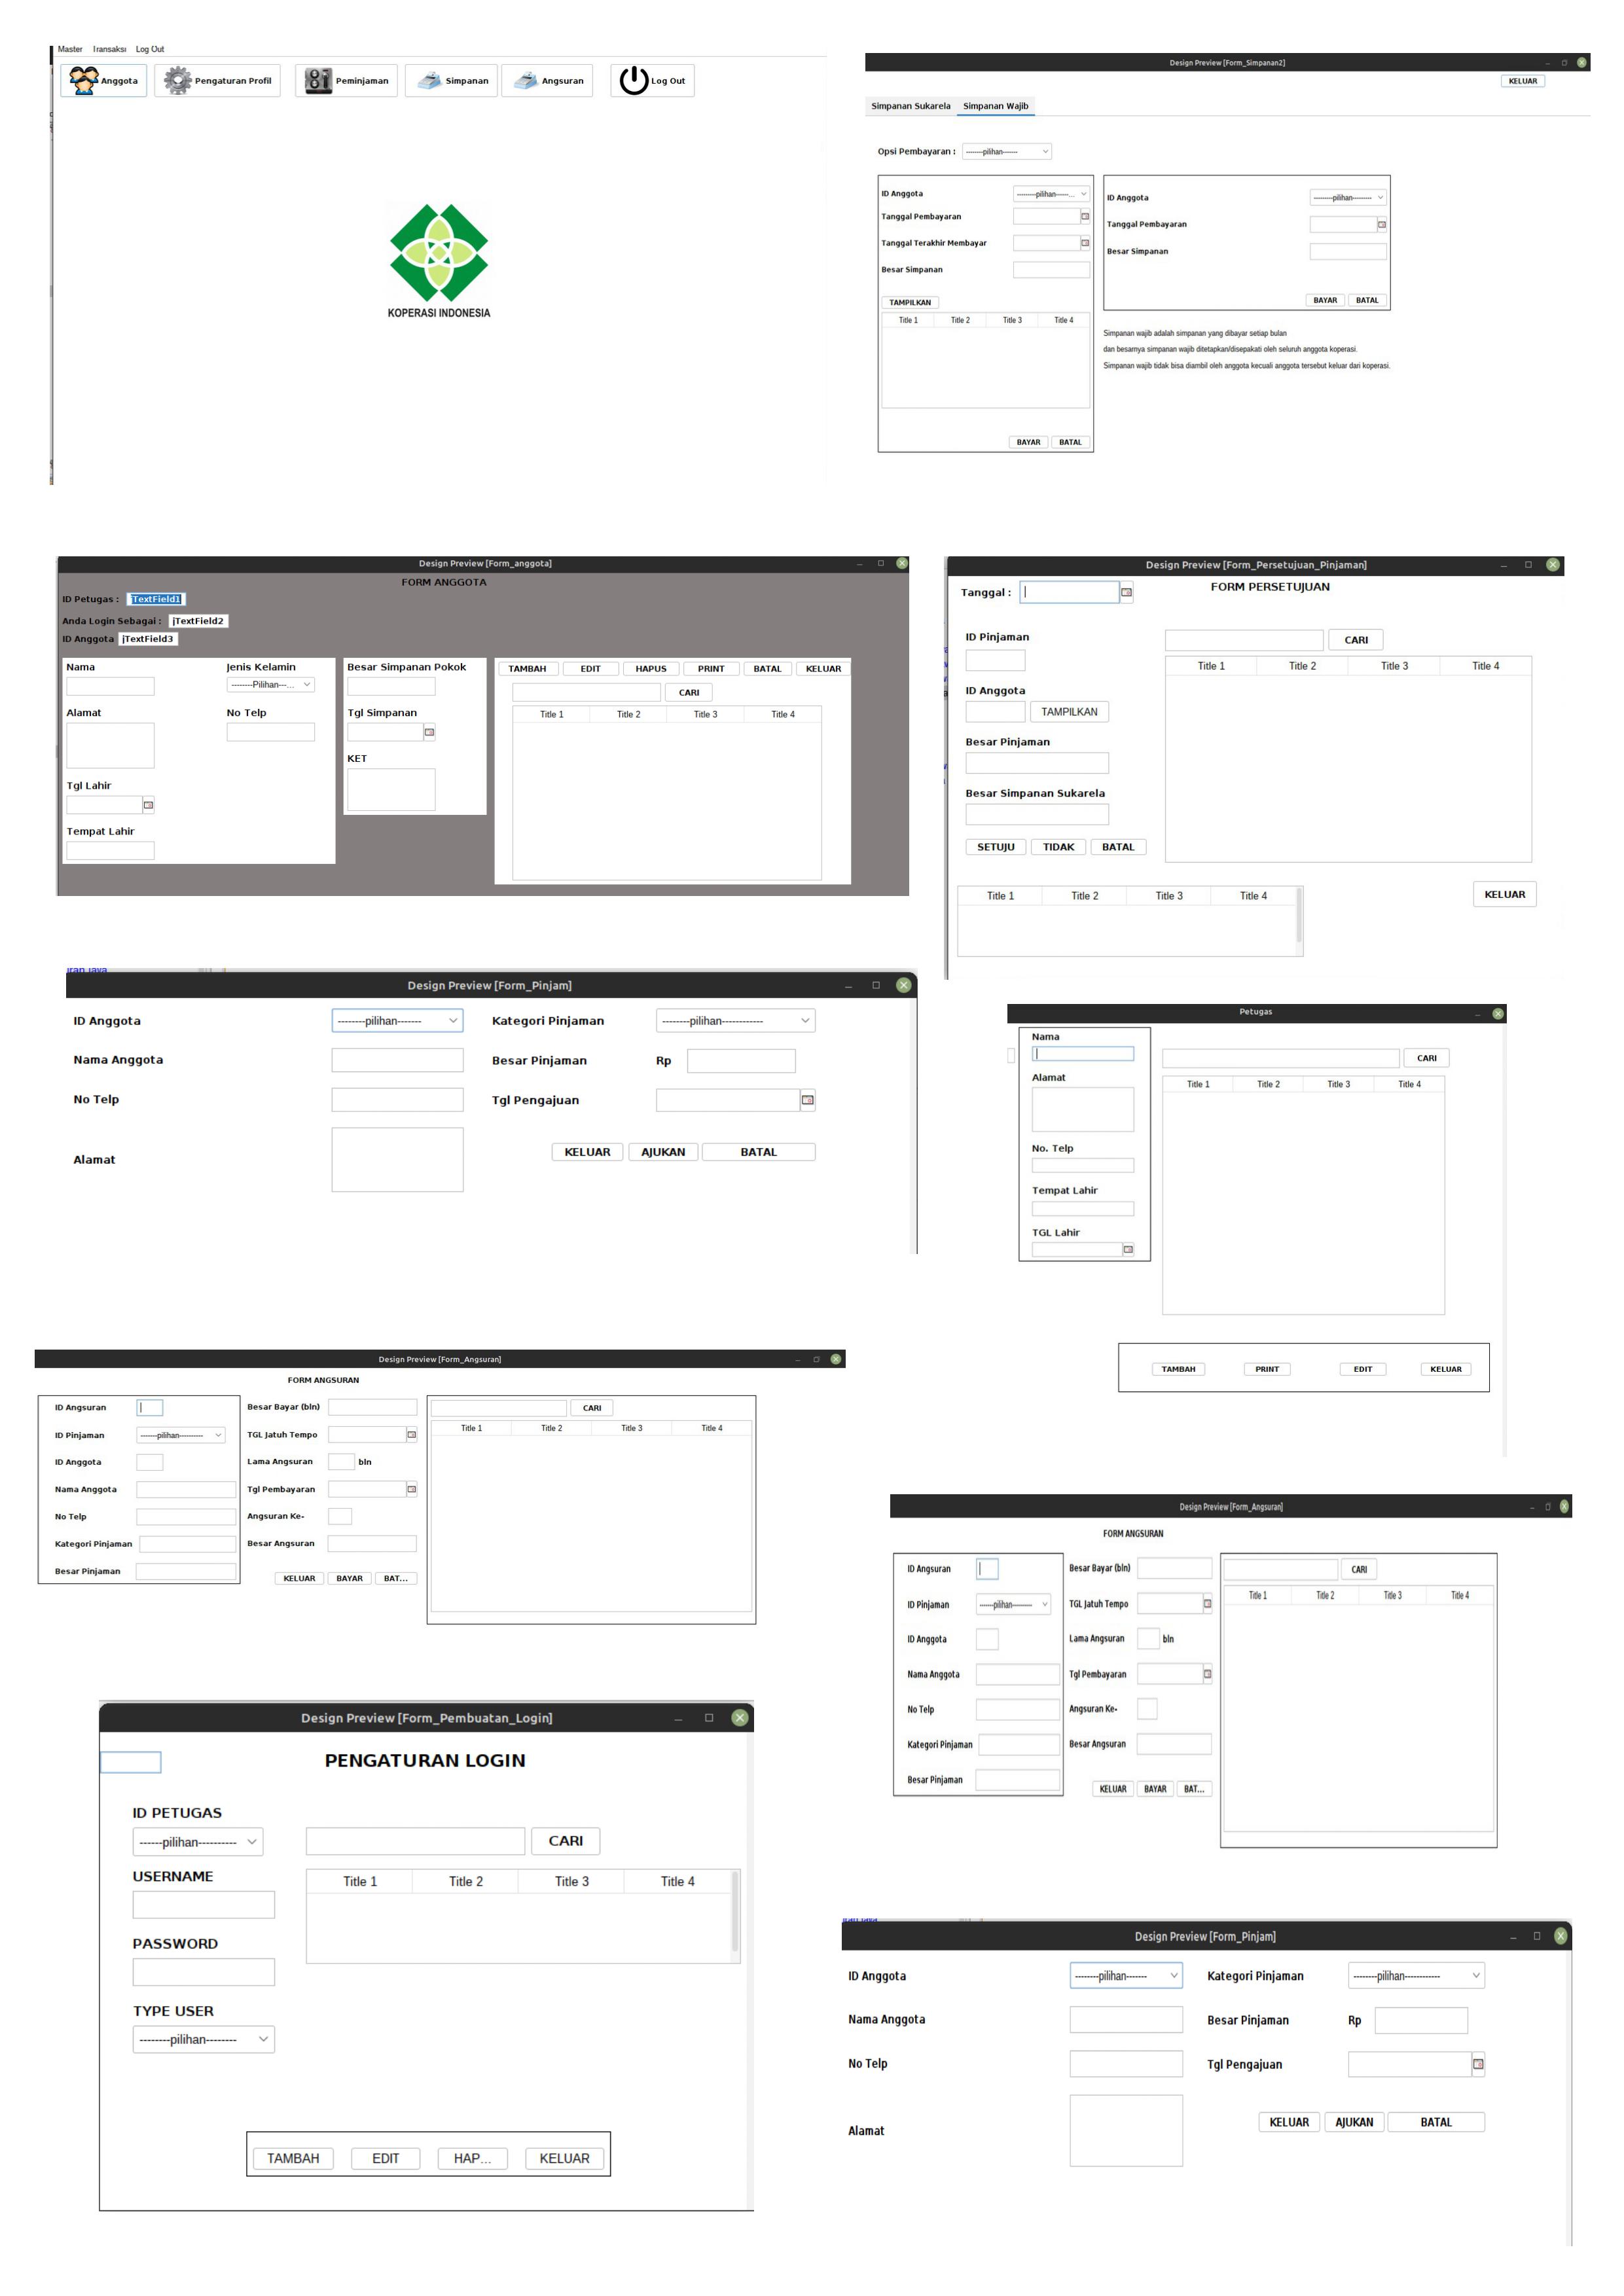 Master Transaksi Log Out
Anggota Pengaturan Profil Peminjaman Simpanan Angsuran Log Out
KOPERASI INDONESIA
Design Preview [Form_Simpanan2]
KELUAR
Simpanan Sukarela Simpanan Wajib
Opsi Pembayaran : -------pilihan------
ID Anggota ---------pilihan------...
Tanggal Pembayaran
Tanggal Terakhir Membayar
Besar Simpanan
TAMPILKAN
Title 1 Title 2 Title 3 Title 4
BAYAR BATAL
ID Anggota ---------pilihan---------
Tanggal Pembayaran
Besar Simpanan
BAYAR BATAL
Simpanan wajib adalah simpanan yang dibayar setiap bulan
dan besarnya simpanan wajib ditetapkan/disepakati oleh seluruh anggota koperasi.
Simpanan wajib tidak bisa diambil oleh anggota kecuali anggota tersebut keluar dari koperasi.
Design Preview [Form_anggota]
FORM ANGGOTA
ID Petugas : jTextField1
Anda Login Sebagai : jTextField2
ID Anggota jTextField3
Nama Jenis Kelamin
--------Pilihan---...
Alamat No Telp
Tgl Lahir
Tempat Lahir
Besar Simpanan Pokok
Tgl Simpanan
KET
TAMBAH EDIT HAPUS PRINT BATAL KELUAR
CARI
Title 1 Title 2 Title 3 Title 4
Design Preview [Form_Persetujuan_Pinjaman]
Tanggal : FORM PERSETUJUAN
ID Pinjaman
CARI
Title 1 Title 2 Title 3 Title 4
ID Anggota
TAMPILKAN
Besar Pinjaman
Besar Simpanan Sukarela
SETUJU TIDAK BATAL
Title 1 Title 2 Title 3 Title 4
KELUAR
Design Preview [Form_Pinjam]
ID Anggota --------pilihan------- Kategori Pinjaman --------pilihan------------
Nama Anggota Besar Pinjaman Rp
No Telp Tgl Pengajuan
Alamat KELUAR AJUKAN BATAL
Petugas
Nama
CARI
Alamat
Title 1 Title 2 Title 3 Title 4
No. Telp
Tempat Lahir
TGL Lahir
TAMBAH PRINT EDIT KELUAR
Design Preview [Form_Angsuran]
FORM ANGSURAN
ID Angsuran Besar Bayar (bln) CARI
Title 1 Title 2 Title 3 Title 4
ID Pinjaman -------pilihan---------- TGL Jatuh Tempo
ID Anggota Lama Angsuran bln
Nama Anggota Tgl Pembayaran
No Telp Angsuran Ke-
Kategori Pinjaman Besar Angsuran
Besar Pinjaman KELUAR BAYAR BAT...
Design Preview [Form_Angsuran]
FORM ANGSURAN
ID Angsuran Besar Bayar (bln) CARI
Title 1 Title 2 Title 3 Title 4
ID Pinjaman -------pilihan---------- TGL Jatuh Tempo
ID Anggota Lama Angsuran bln
Nama Anggota Tgl Pembayaran
No Telp Angsuran Ke-
Kategori Pinjaman Besar Angsuran
Besar Pinjaman KELUAR BAYAR BAT...
Design Preview [Form_Pembuatan_Login]
PENGATURAN LOGIN
ID PETUGAS
------pilihan---------- CARI
USERNAME
Title 1 Title 2 Title 3 Title 4
PASSWORD
TYPE USER
--------pilihan--------
TAMBAH EDIT HAP... KELUAR
Design Preview [Form_Pinjam]
ID Anggota --------pilihan------- Kategori Pinjaman --------pilihan------------
Nama Anggota Besar Pinjaman Rp
No Telp Tgl Pengajuan
Alamat KELUAR AJUKAN BATAL